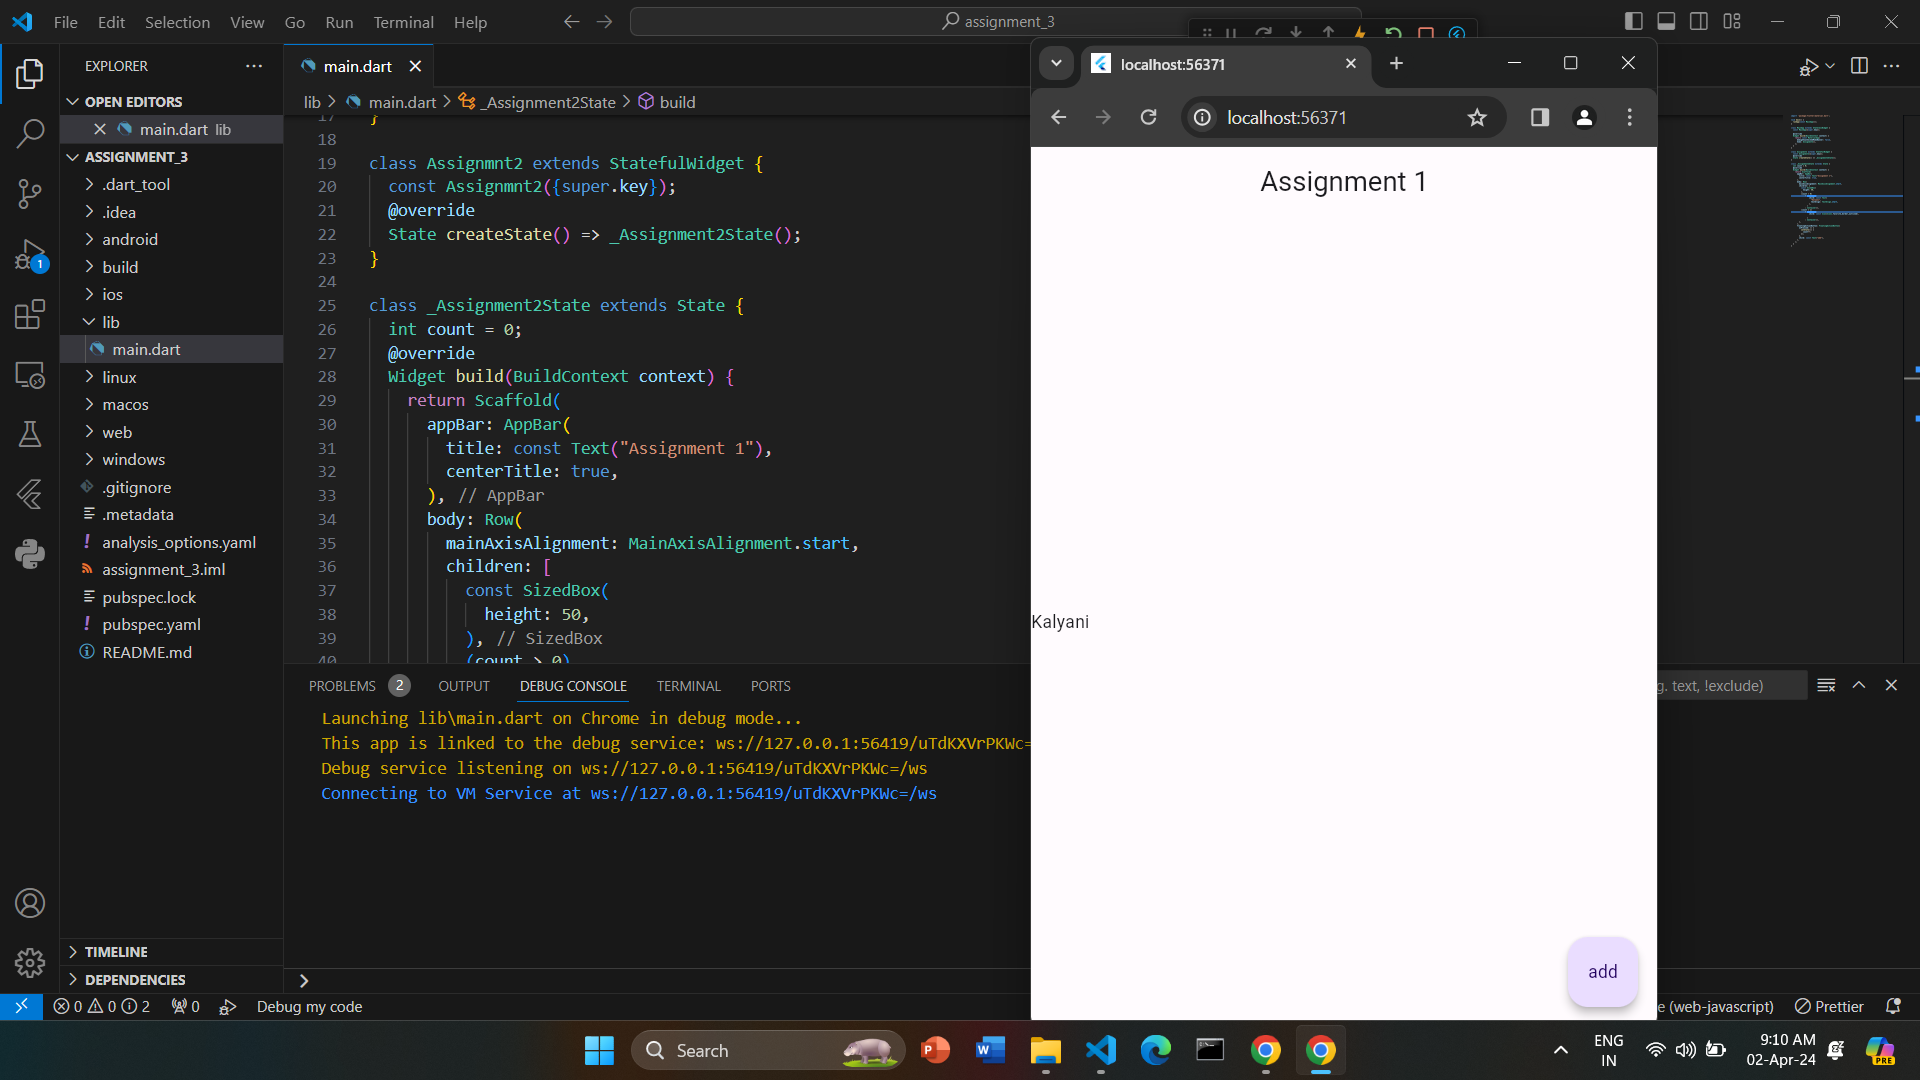 File Edit Selection View Go Run Terminal Help
assignment_3
EXPLORER
OPEN EDITORS
main.dart lib
ASSIGNMENT_3
.dart_tool
.idea
android
build
ios
lib
main.dart
linux
macos
web
windows
.gitignore
.metadata
! analysis_options.yaml
assignment_3.iml
pubspec.lock
! pubspec.yaml
README.md
TIMELINE
DEPENDENCIES
1
main.dart
lib > main.dart > _Assignment2State > build
17 }
18
19 class Assignmnt2 extends StatefulWidget {
20 const Assignmnt2({super.key});
21 @override
22 State createState() => _Assignment2State();
23 }
24
25 class _Assignment2State extends State {
26 int count = 0;
27 @override
28 Widget build(BuildContext context) {
29 return Scaffold(
30 appBar: AppBar(
31 title: const Text("Assignment 1"),
32 centerTitle: true,
33 ), // AppBar
34 body: Row(
35 mainAxisAlignment: MainAxisAlignment.start,
36 children: [
37 const SizedBox(
38 height: 50,
39 ), // SizedBox
40 (count > 0)
PROBLEMS 2 OUTPUT DEBUG CONSOLE TERMINAL PORTS
g. text, !exclude)
Launching lib\main.dart on Chrome in debug mode...
This app is linked to the debug service: ws://127.0.0.1:56419/uTdKXVrPKWc=
Debug service listening on ws://127.0.0.1:56419/uTdKXVrPKWc=/ws
Connecting to VM Service at ws://127.0.0.1:56419/uTdKXVrPKWc=/ws
localhost:56371
localhost:56371
Assignment 1
Kalyani
add
0 0 2 0 Debug my code
e (web-javascript) Prettier
Search
ENG
IN
9:10 AM
02-Apr-24
PRE